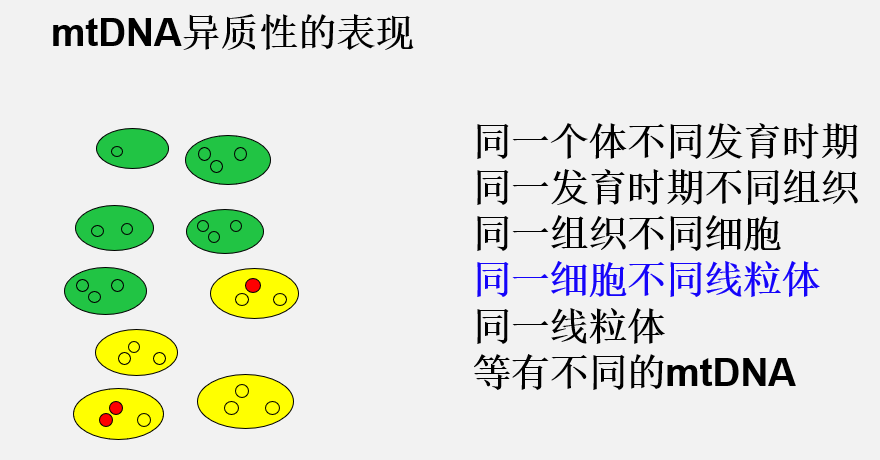 mtDNA异质性的表现
同一个体不同发育时期
同一发育时期不同组织
同一组织不同细胞
同一细胞不同线粒体
同一线粒体
等有不同的mtDNA